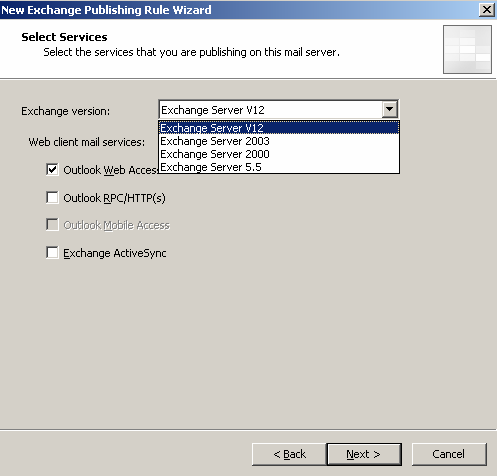 New Exchange Publishing Rule Wizard
Select Services
Select the services that you are publishing on this mail server.
Exchange version:
Exchange Server V12
Exchange Server V12
Exchange Server 2003
Exchange Server 2000
Exchange Server 5.5
Web client mail services:
Outlook Web Access
Outlook RPC/HTTP(s)
Outlook Mobile Access
Exchange ActiveSync
< Back
Next >
Cancel